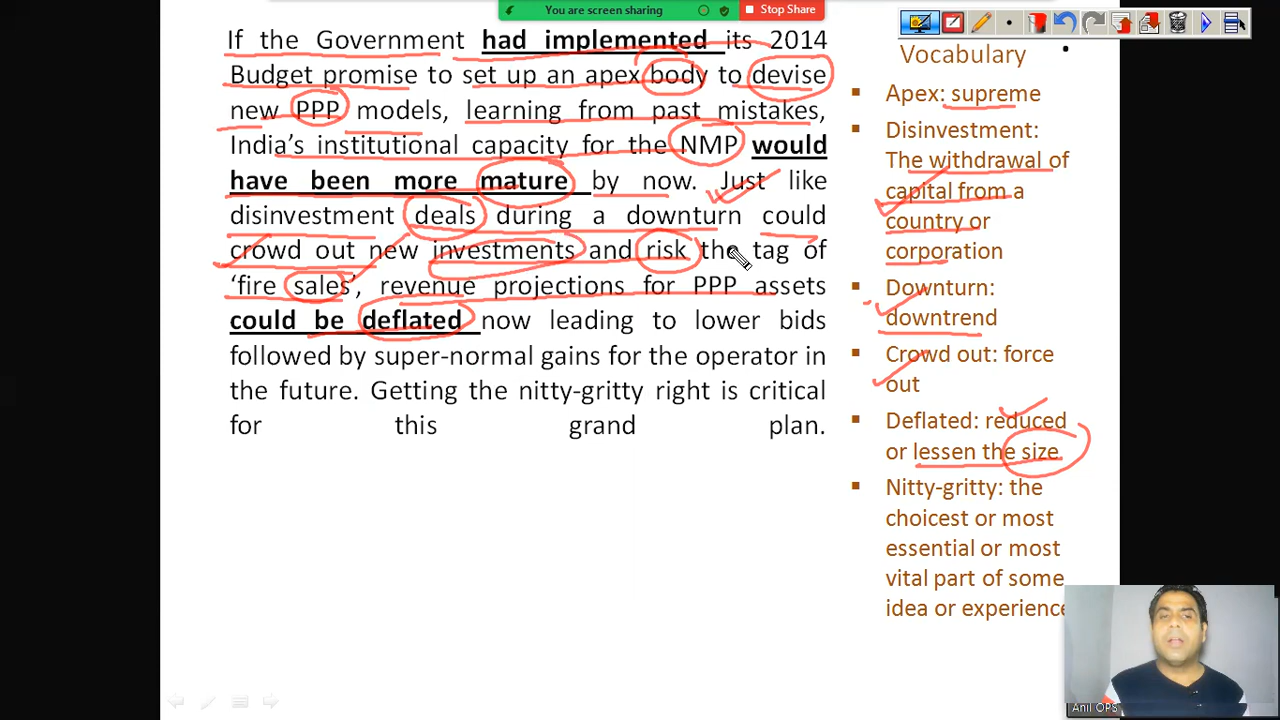 You are screen sharing
Stop Share
If the Government had implemented its 2014
Budget promise to set up an apex body to devise
new PPP models, learning from past mistakes,
India's institutional capacity for the NMP would
have been more mature by now. Just like
disinvestment deals during a downturn could
crowd out new investments and risk the tag of
‘fire sales’, revenue projections for PPP assets
could be deflated now leading to lower bids
followed by super-normal gains for the operator in
the future. Getting the nitty-gritty right is critical
for this grand plan.
Vocabulary
Apex: supreme
Disinvestment:
The withdrawal of
capital from a
country or
corporation
Downturn:
downtrend
Crowd out: force
out
Deflated: reduced
or lessen the size
Nitty-gritty: the
choicest or most
essential or most
vital part of some
idea or experience
Anil OPS